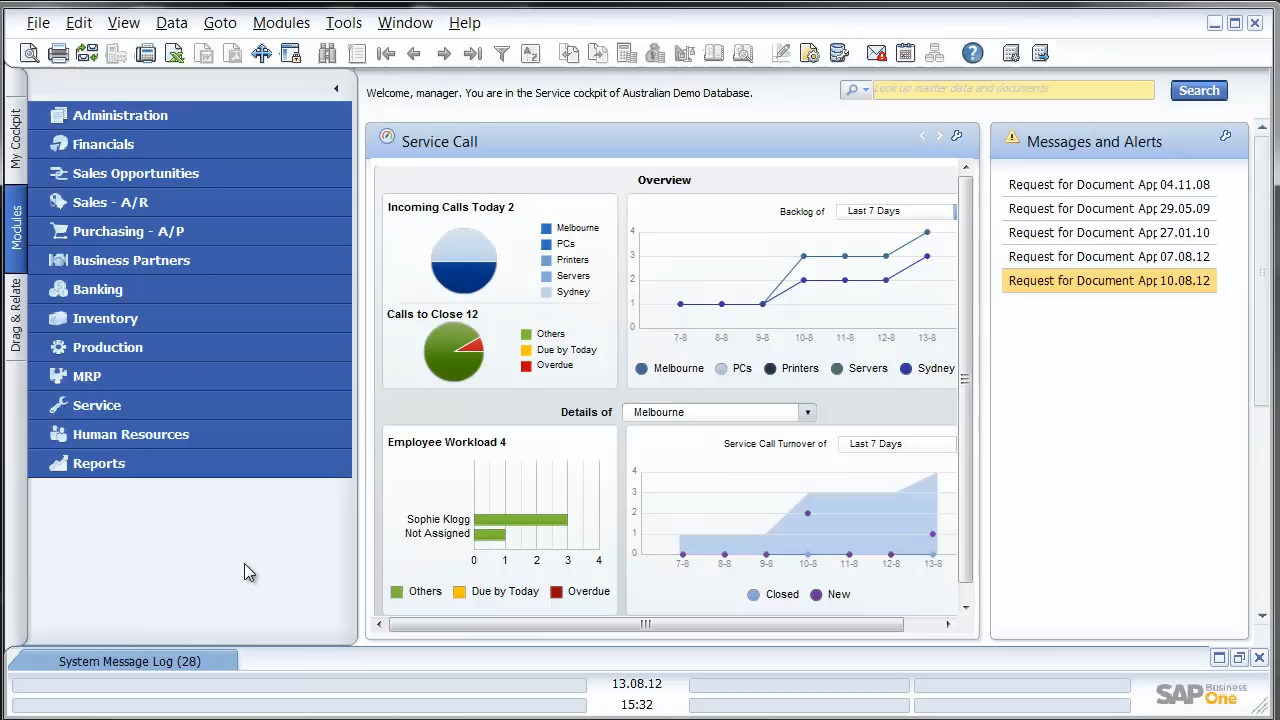 File Edit View Data Goto Modules Tools Window Help
Welcome, manager. You are in the Service cockpit of Australian Demo Database.
Look up master data and documents
Search
My Cockpit
Modules
Drag & Relate
Administration
Financials
Sales Opportunities
Sales - A/R
Purchasing - A/P
Business Partners
Banking
Inventory
Production
MRP
Service
Human Resources
Reports
Service Call
Overview
Incoming Calls Today 2
Melbourne
PCs
Printers
Servers
Sydney
Calls to Close 12
Others
Due by Today
Overdue
Backlog of Last 7 Days
4
3
2
1
0
7-8 8-8 9-8 10-8 11-8 12-8 13-8
Melbourne PCs Printers Servers Sydney
Details of Melbourne
Employee Workload 4
Sophie Klogg
Not Assigned
0 1 2 3 4
Others Due by Today Overdue
Service Call Turnover of Last 7 Days
4
3
2
1
0
7-8 8-8 9-8 10-8 11-8 12-8 13-8
Closed New
Messages and Alerts
Request for Document App 04.11.08
Request for Document App 29.05.09
Request for Document App 27.01.10
Request for Document App 07.08.12
Request for Document App 10.08.12
System Message Log (28)
13.08.12
15:32
SAP Business One